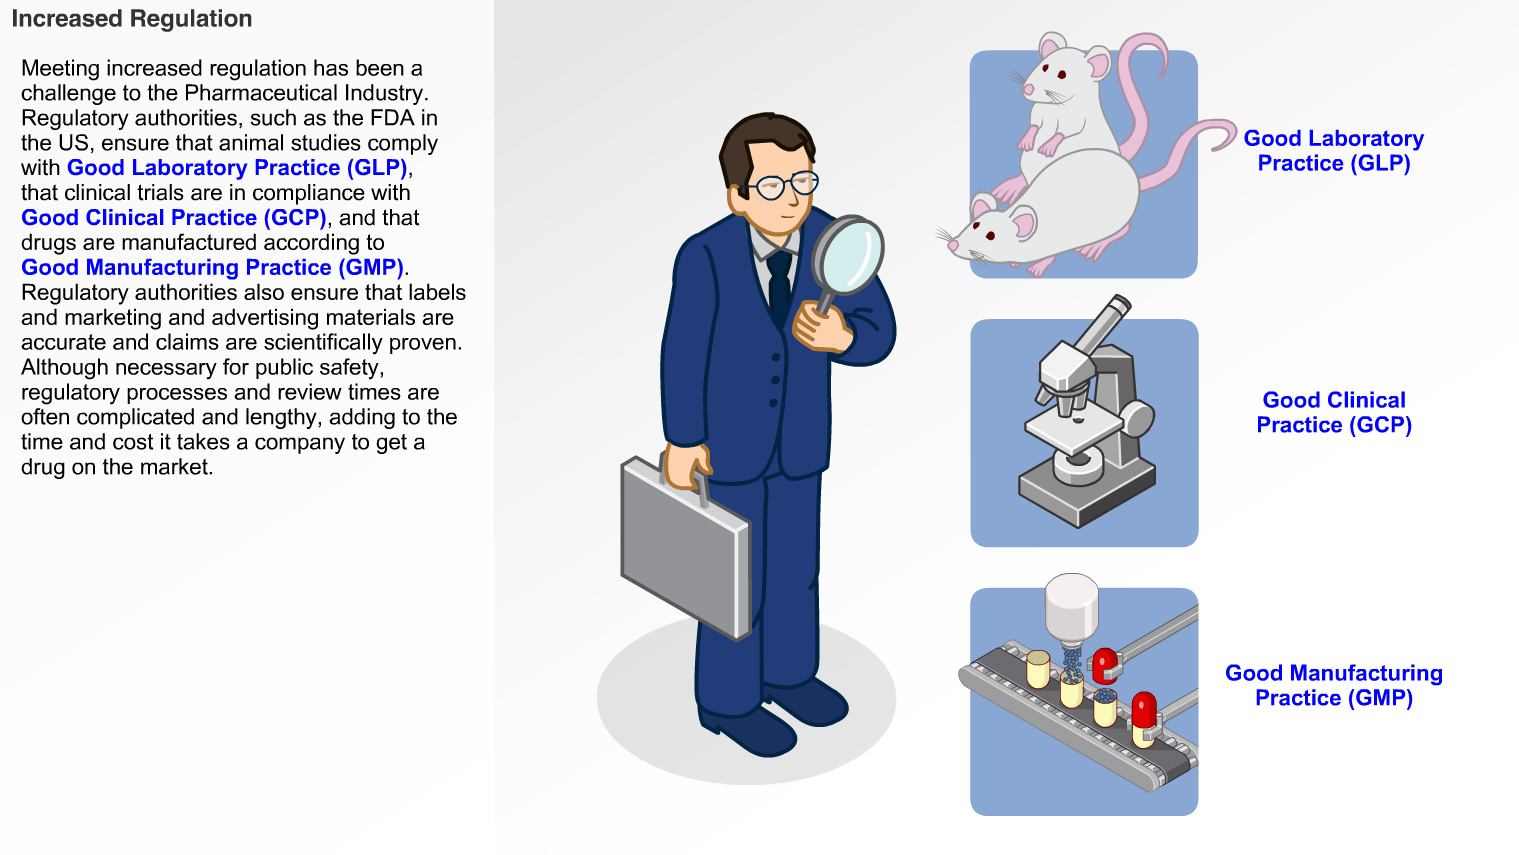 Increased Regulation
Meeting increased regulation has been a
challenge to the Pharmaceutical Industry.
Regulatory authorities, such as the FDA in
the US, ensure that animal studies comply
with Good Laboratory Practice (GLP),
that clinical trials are in compliance with
Good Clinical Practice (GCP), and that
drugs are manufactured according to
Good Manufacturing Practice (GMP).
Regulatory authorities also ensure that labels
and marketing and advertising materials are
accurate and claims are scientifically proven.
Although necessary for public safety,
regulatory processes and review times are
often complicated and lengthy, adding to the
time and cost it takes a company to get a
drug on the market.
Good Laboratory
Practice (GLP)
Good Clinical
Practice (GCP)
Good Manufacturing
Practice (GMP)